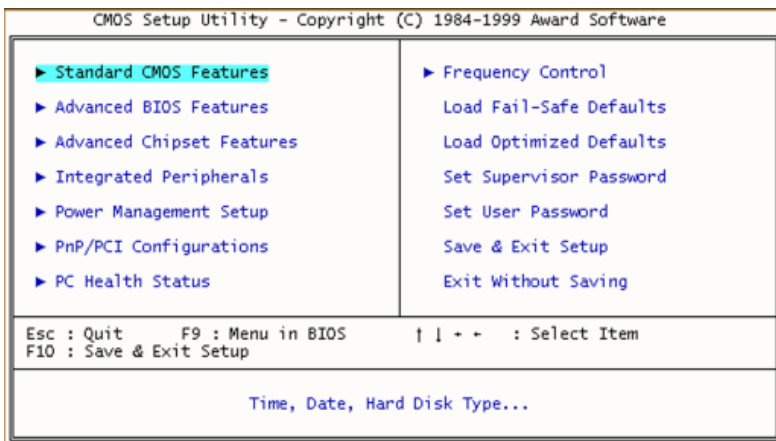 CMOS Setup Utility - Copyright (C) 1984-1999 Award Software
▶ Standard CMOS Features
▶ Advanced BIOS Features
▶ Advanced Chipset Features
▶ Integrated Peripherals
▶ Power Management Setup
▶ PnP/PCI Configurations
▶ PC Health Status
▶ Frequency Control
Load Fail-Safe Defaults
Load Optimized Defaults
Set Supervisor Password
Set User Password
Save & Exit Setup
Exit Without Saving
Esc : Quit F9 : Menu in BIOS ↑ ↓ + + : Select Item
F10 : Save & Exit Setup
Time, Date, Hard Disk Type...